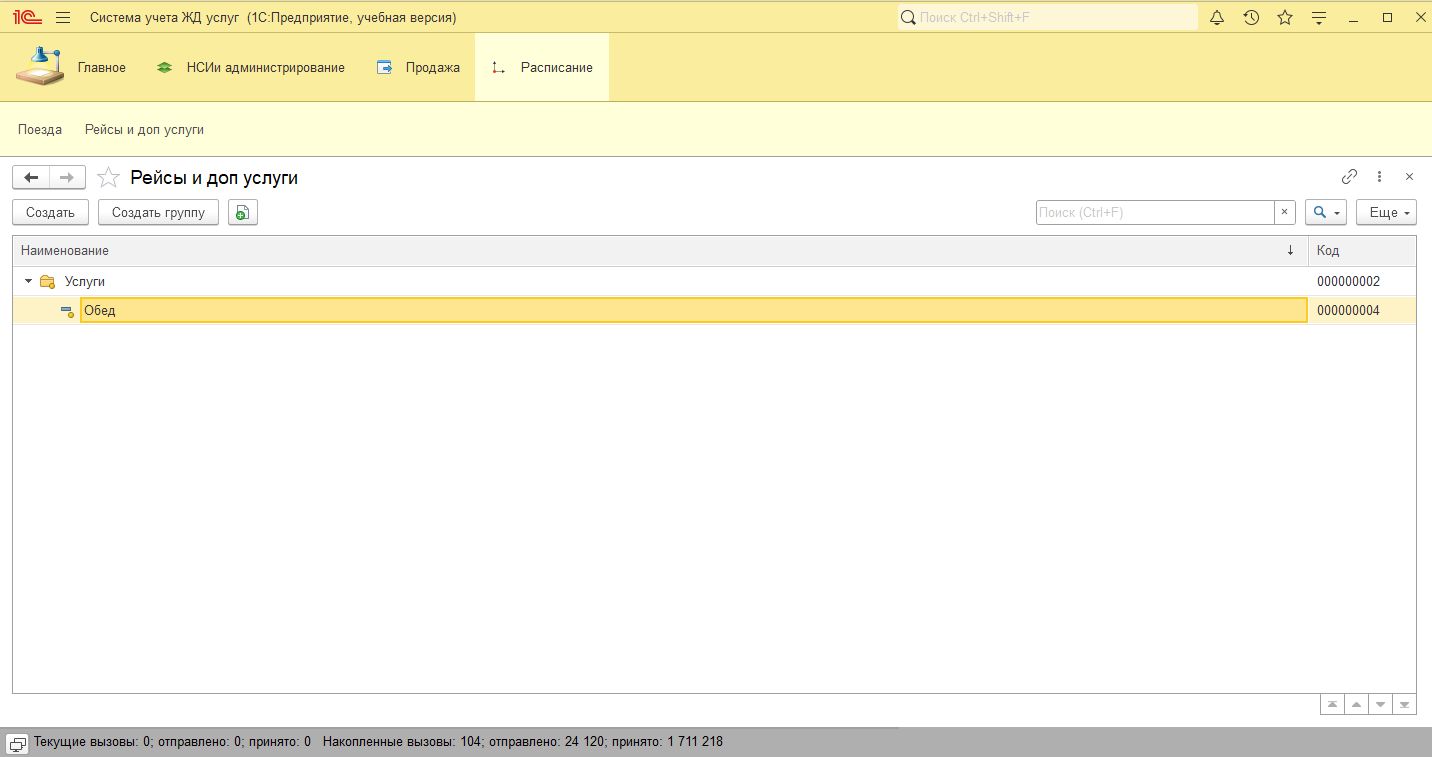 1С Система учета ЖД услуг (1С:Предприятие, учебная версия) Поиск Ctrl+Shift+F
Главное НСИи администрирование Продажа Расписание
Поезда Рейсы и доп услуги
Рейсы и доп услуги
Создать Создать группу Поиск (Ctrl+F) × Еще
Наименование ↓ Код
Услуги 000000002
Обед 000000004
Текущие вызовы: 0; отправлено: 0; принято: 0 Накопленные вызовы: 104; отправлено: 24 120; принято: 1 711 218